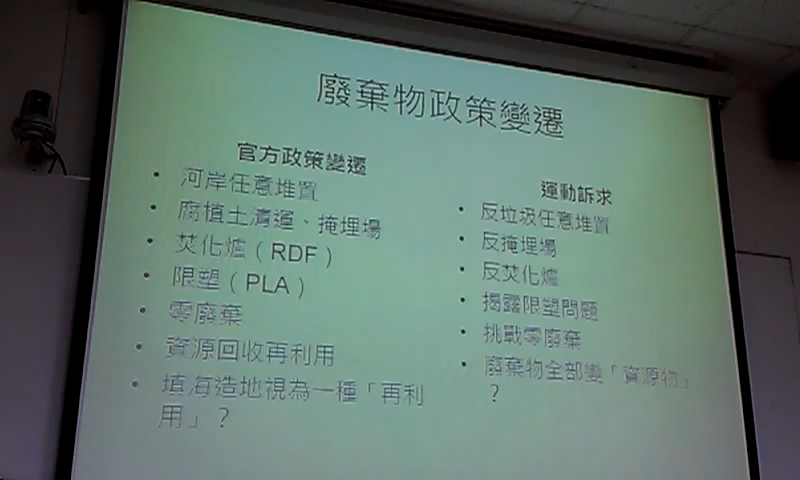 廢棄物政策變遷
官方政策變遷
• 河岸任意堆置
• 腐植土清運、掩埋場
• 焚化爐（RDF）
• 限塑（PLA）
• 零廢棄
• 資源回收再利用
• 填海造地視為一種「再利
用」？
運動訴求
• 反垃圾任意堆置
• 反掩埋場
• 反焚化爐
• 揭露限塑問題
• 挑戰零廢棄
• 廢棄物全部變「資源物」
？